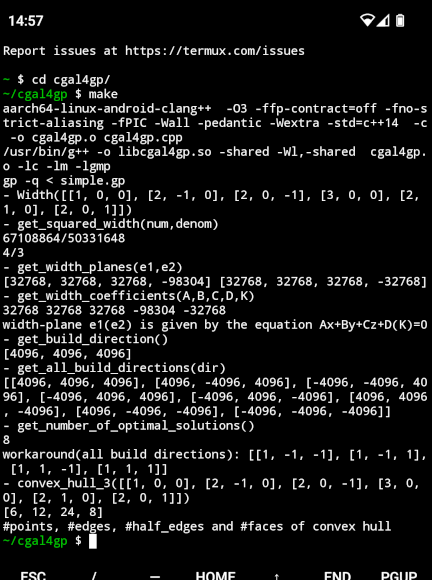 14:57
Report issues at https://termux.com/issues
~ $ cd cgal4gp/
~/cgal4gp $ make
aarch64-linux-android-clang++  -O3 -ffp-contract=off -fno-s
trict-aliasing -fPIC -Wall -pedantic -Wextra -std=c++14  -c
 -o cgal4gp.o cgal4gp.cpp
/usr/bin/g++ -o libcgal4gp.so -shared -Wl,-shared  cgal4gp.
o -lc -lm -lgmp
gp -q < simple.gp
- Width([[1, 0, 0], [2, -1, 0], [2, 0, -1], [3, 0, 0], [2,
1, 0], [2, 0, 1]])
- get_squared_width(num,denom)
67108864/50331648
4/3
- get_width_planes(e1,e2)
[32768, 32768, 32768, -98304] [32768, 32768, 32768, -32768]
- get_width_coefficients(A,B,C,D,K)
32768 32768 32768 -98304 -32768
width-plane e1(e2) is given by the equation Ax+By+Cz+D(K)=0
- get_build_direction()
[4096, 4096, 4096]
- get_all_build_directions(dir)
[[4096, 4096, 4096], [4096, -4096, 4096], [-4096, -4096, 40
96], [-4096, 4096, 4096], [-4096, 4096, -4096], [4096, 4096
, -4096], [4096, -4096, -4096], [-4096, -4096, -4096]]
- get_number_of_optimal_solutions()
8
workaround(all build directions): [[1, -1, -1], [1, -1, 1],
 [1, 1, -1], [1, 1, 1]]
- convex_hull_3([[1, 0, 0], [2, -1, 0], [2, 0, -1], [3, 0,
0], [2, 1, 0], [2, 0, 1]])
[6, 12, 24, 8]
#points, #edges, #half_edges and #faces of convex hull
~/cgal4gp $
ESC / — HOME ↑ END PGUP